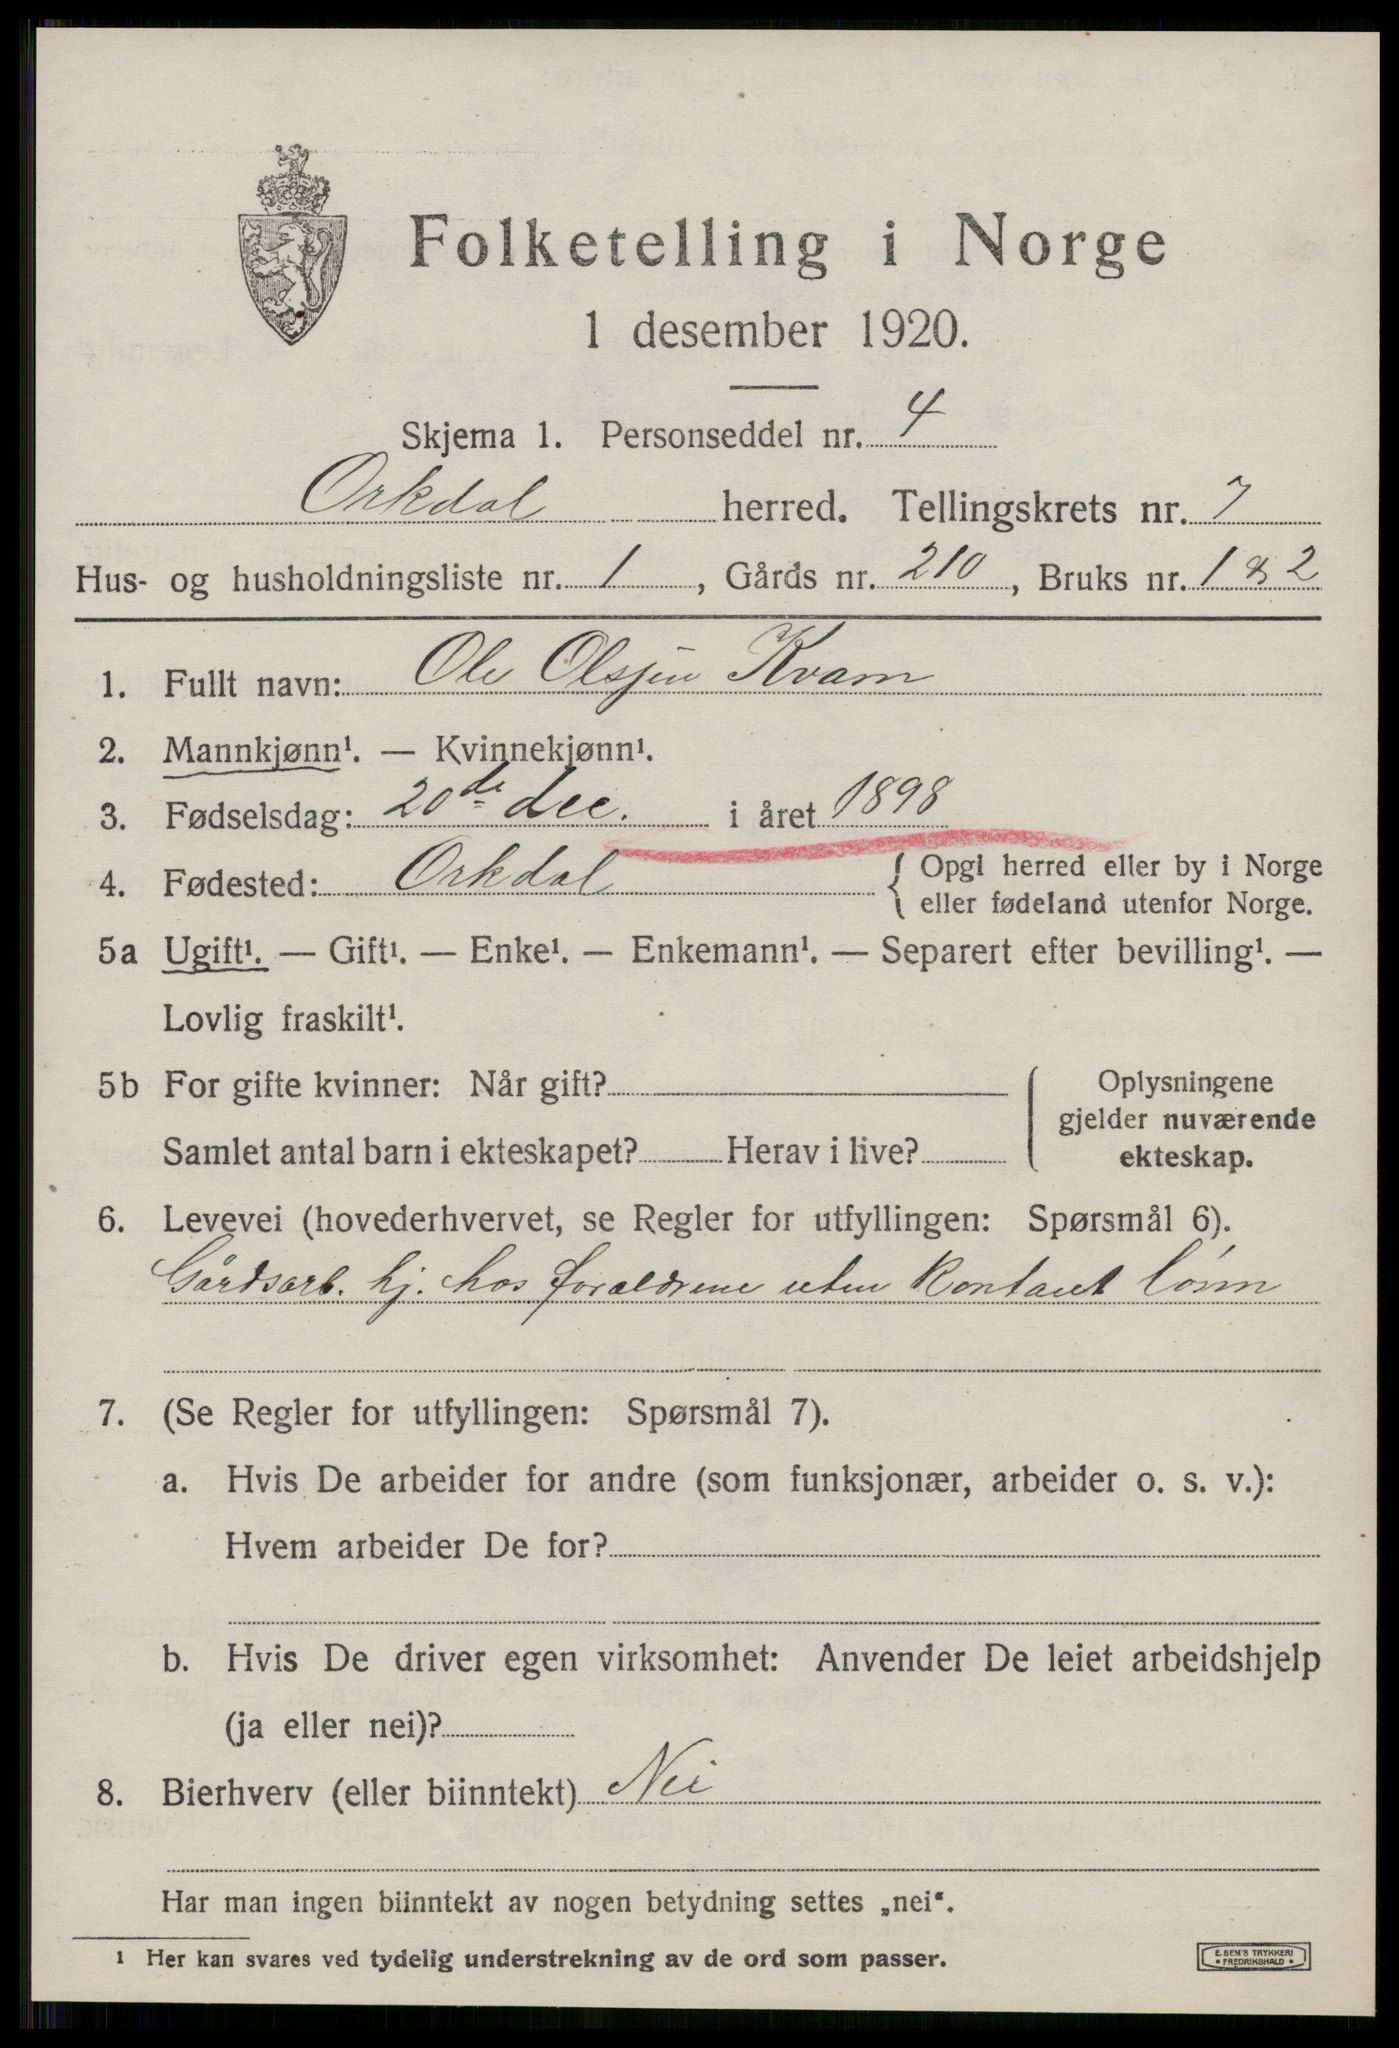 Folketelling i Norge
1 desember 1920.
Skjema 1. Personseddel nr. 4
Orkdal herred. Tellingskrets nr. 7
Hus- og husholdningsliste nr. 1, Gårds nr. 210, Bruks nr. 1 & 2
1. Fullt navn: Ole Olsjen Kvam
2. Mannkjønn¹. — Kvinnekjønn¹.
3. Fødselsdag: 20de dec. i året 1898
4. Fødested: Orkdal { Opgi herred eller by i Norge
eller fødeland utenfor Norge.
5a Ugift¹. — Gift¹. — Enke¹. — Enkemann¹. — Separert efter bevilling¹. —
Lovlig fraskilt¹.
5b For gifte kvinner: Når gift?
Samlet antal barn i ekteskapet? Herav i live?
Oplysningene
gjelder nuværende
ekteskap.
6. Levevei (hovederhvervet, se Regler for utfyllingen: Spørsmål 6).
Gårdsarb. hj. hos forældrene uten kontant lønn
7. (Se Regler for utfyllingen: Spørsmål 7).
a. Hvis De arbeider for andre (som funksjonær, arbeider o. s. v.):
Hvem arbeider De for?
b. Hvis De driver egen virksomhet: Anvender De leiet arbeidshjelp
(ja eller nei)?
8. Bierhverv (eller biinntekt) Nei
Har man ingen biinntekt av nogen betydning settes „nei“.
¹ Her kan svares ved tydelig understrekning av de ord som passer.
E. SEM'S TRYKKERI
• FREDRIKSHALD •